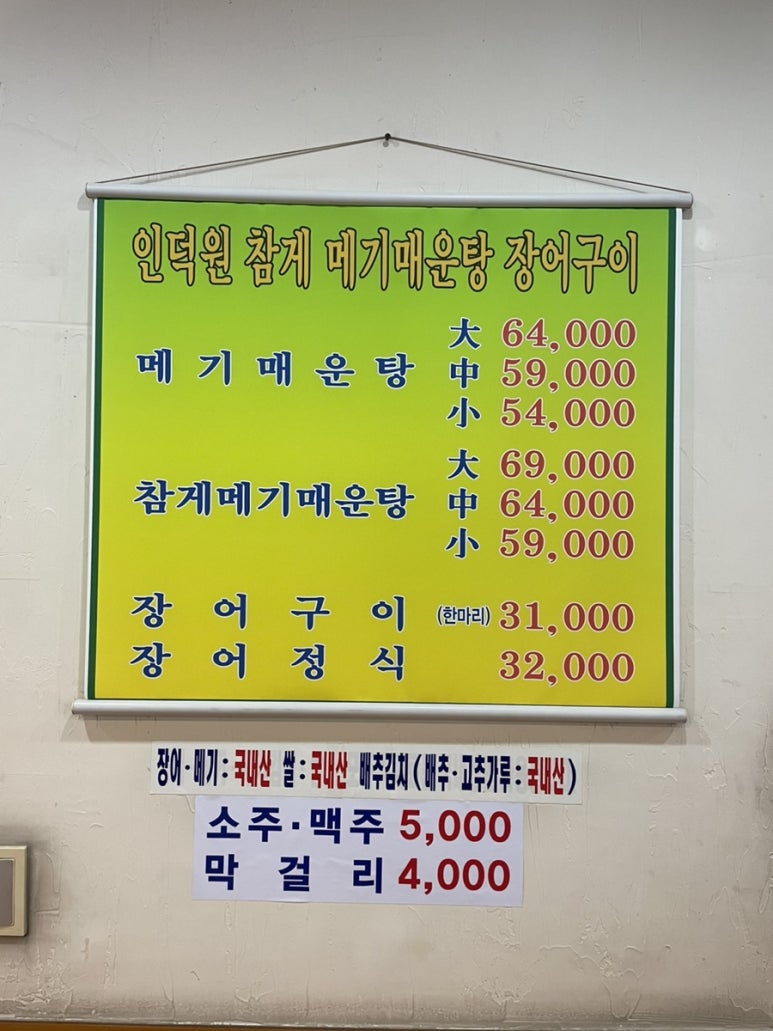 인덕원 참게 메기매운탕 장어구이
메기매운탕 大 64,000
中 59,000
小 54,000
참게메기매운탕 大 69,000
中 64,000
小 59,000
장어구이 (한마리) 31,000
장어정식 32,000
장어·메기 : 국내산 쌀 : 국내산 배추김치 ( 배추·고추가루 : 국내산 )
소주·맥주 5,000
막걸리 4,000